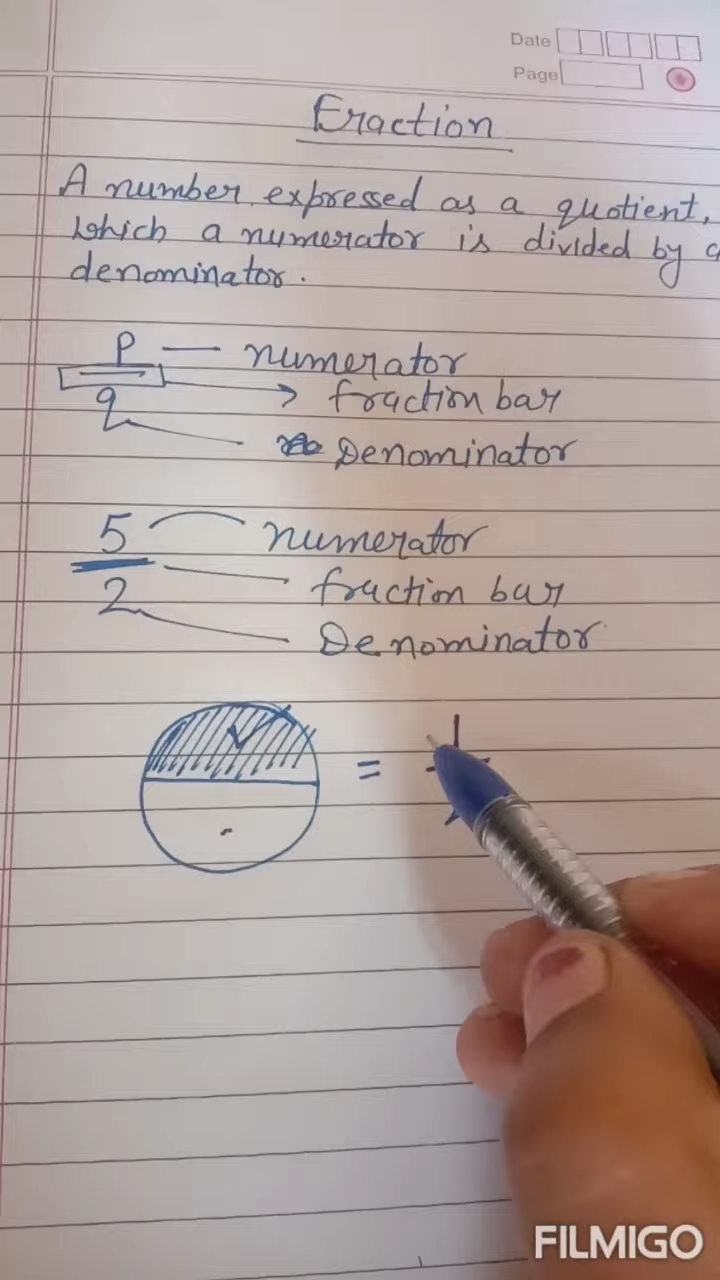 Date
Page
Fraction
A number expressed as a quotient,
which a numerator is divided by a
denominator.
P — numerator
fraction bar
q Denominator
5 numerator
fraction bar
2 Denominator
=
FILMIGO